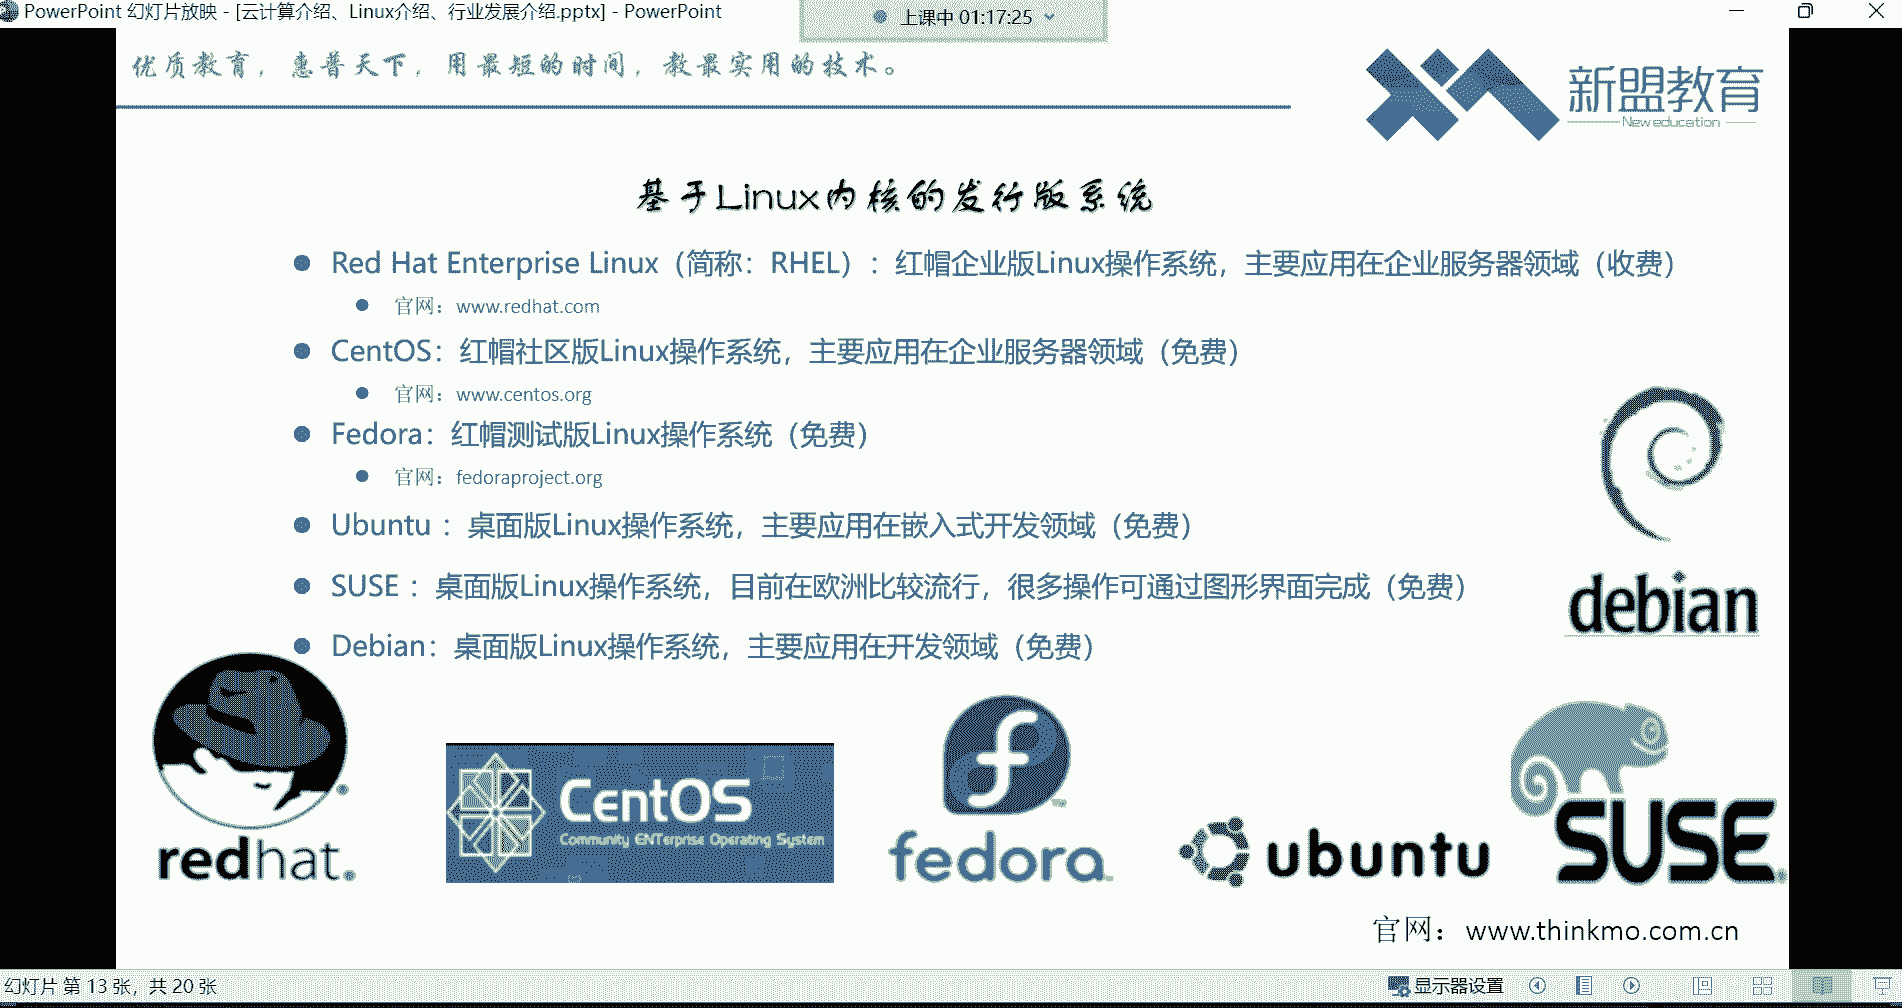 PowerPoint 幻灯片放映 - [云计算介绍、Linux介绍、行业发展介绍.pptx] - PowerPoint
上课中 01:17:25
优质教育，惠普天下，用最短的时间，教最实用的技术。
新盟教育
New education
基于Linux内核的发行版系统
Red Hat Enterprise Linux（简称：RHEL）：红帽企业版Linux操作系统，主要应用在企业服务器领域（收费）
官网：www.redhat.com
CentOS：红帽社区版Linux操作系统，主要应用在企业服务器领域（免费）
官网：www.centos.org
Fedora：红帽测试版Linux操作系统（免费）
官网：fedoraproject.org
Ubuntu ：桌面版Linux操作系统，主要应用在嵌入式开发领域（免费）
SUSE ：桌面版Linux操作系统，目前在欧洲比较流行，很多操作可通过图形界面完成（免费）
Debian：桌面版Linux操作系统，主要应用在开发领域（免费）
debian
redhat.
CentOS
Community ENTerprise Operating System
fedora
ubuntu
SUSE
官网：www.thinkmo.com.cn
幻灯片 第 13 张，共 20 张
显示器设置